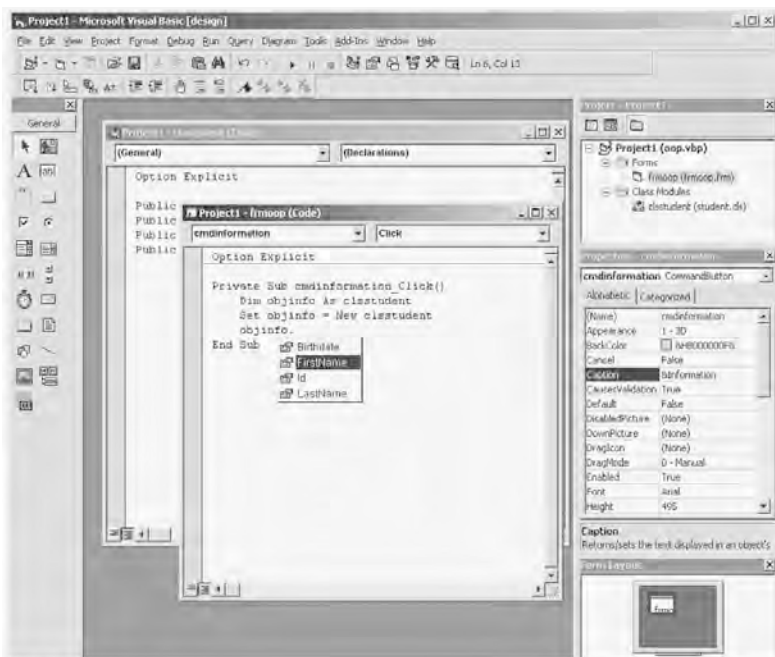 Project1 - Microsoft Visual Basic [design]
File Edit View Project Format Debug Run Query Diagram Tools Add-Ins Window Help
Ln 6, Col 13
General
(General)
(Declarations)
Option Explicit
Public
Public
Public
Public
Project1 - frmoop (Code)
cmdinformation
Click
Option Explicit
Private Sub cmdinformation_Click()
Dim objinfo As clsstudent
Set objinfo = New clsstudent
objinfo.
End Sub
Birthdate
FirstName
Id
LastName
Project - Project1
Project1 (oop.vbp)
Forms
frmoop (frmoop.frm)
Class Modules
clsstudent (student.cls)
Properties - cmdinformation
cmdinformation CommandButton
Alphabetic Categorized
(Name) cmdinformation
Appearance 1 - 3D
BackColor &H8000000F&
Cancel False
Caption &Information
CausesValidation True
Default False
DisabledPicture (None)
DownPicture (None)
DragIcon (None)
DragMode 0 - Manual
Enabled True
Font Arial
Height 495
Caption
Returns/sets the text displayed in an object's
Form Layout